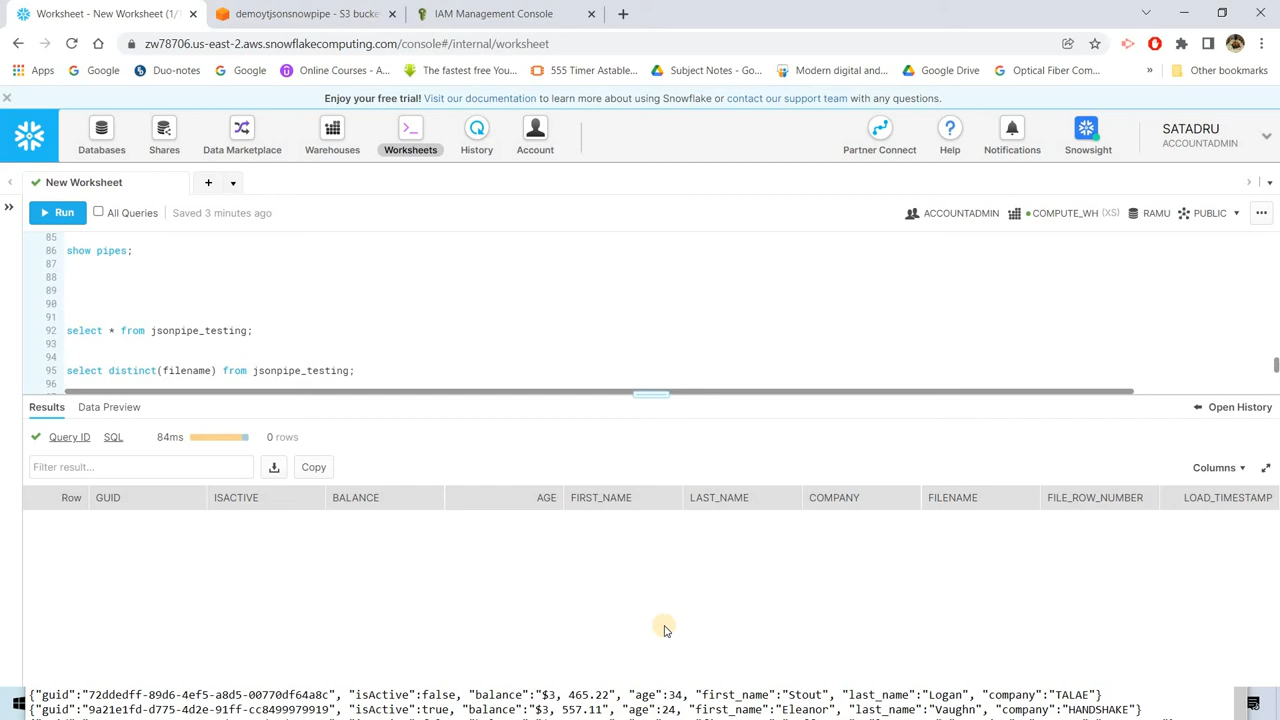 Worksheet - New Worksheet (1/
demoytjsonsnowpipe - S3 bucke
IAM Management Console
zw78706.us-east-2.aws.snowflakecomputing.com/console#/internal/worksheet
Apps
Google
Duo-notes
Google
Online Courses - A...
The fastest free You...
555 Timer Astable...
Subject Notes - Go...
Modern digital and...
Google Drive
Optical Fiber Com...
»
Other bookmarks
Enjoy your free trial! Visit our documentation to learn more about using Snowflake or contact our support team with any questions.
Databases
Shares
Data Marketplace
Warehouses
Worksheets
History
Account
Partner Connect
Help
Notifications
Snowsight
SATADRU
ACCOUNTADMIN
New Worksheet
Run
All Queries
Saved 3 minutes ago
ACCOUNTADMIN
COMPUTE_WH (XS)
RAMU
PUBLIC
85
86 show pipes;
87
88
89
90
91
92 select * from jsonpipe_testing;
93
94
95 select distinct(filename) from jsonpipe_testing;
96
Results
Data Preview
Open History
Query ID
SQL
84ms
0 rows
Filter result...
Copy
Columns
Row GUID ISACTIVE BALANCE AGE FIRST_NAME LAST_NAME COMPANY FILENAME FILE_ROW_NUMBER LOAD_TIMESTAMP
{"guid":"72ddedff-89d6-4ef5-a8d5-00770df64a8c", "isActive":false, "balance":"$3, 465.22", "age":34, "first_name":"Stout", "last_name":"Logan", "company":"TALAE"}
{"guid":"9a21e1fd-d775-4d2e-91ff-cc8499979919", "isActive":true, "balance":"$3, 557.11", "age":24, "first_name":"Eleanor", "last_name":"Vaughn", "company":"HANDSHAKE"}